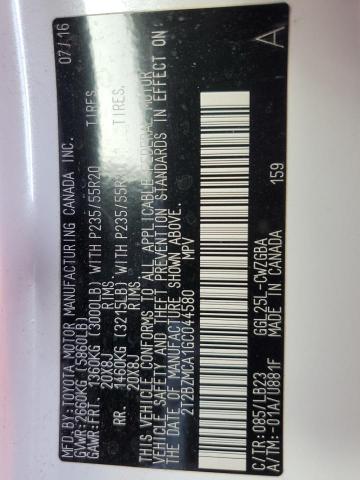 MFD.BY:TOYOTA MOTOR MANUFACTURING CANADA INC. 07/16
GVWR:2660KG(5800LB)
GAWR:FRT. 1360KG (3000LB) WITH P235/55R20 TIRES,
20X8J RIMS
RR. 1460KG (3215LB) WITH P235/55R TIRES,
20X8J RIMS
THIS VEHICLE CONFORMS TO ALL APPLICABLE FEDERAL MOTOR
VEHICLE SAFETY AND THEFT PREVENTION STANDARDS IN EFFECT ON
THE DATE OF MANUFACTURE SHOWN ABOVE.
2T2BZMCA1GC044580 MPV
C/TR:085/LB23 GGL25L-CWZGBA A
A/TM:-01A/U881F MADE IN CANADA 159